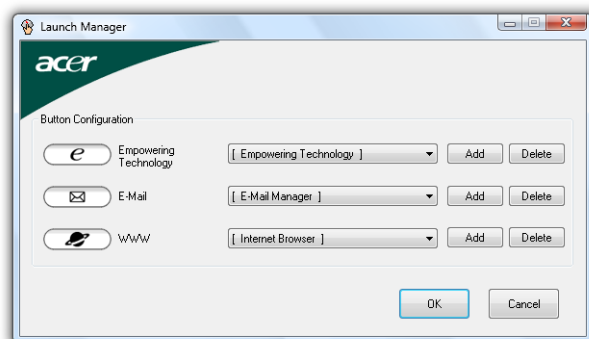 Launch Manager
acer
Button Configuration
e
Empowering
Technology
[ Empowering Technology ]
Add
Delete
E-Mail
[ E-Mail Manager ]
Add
Delete
WWW
[ Internet Browser ]
Add
Delete
OK
Cancel